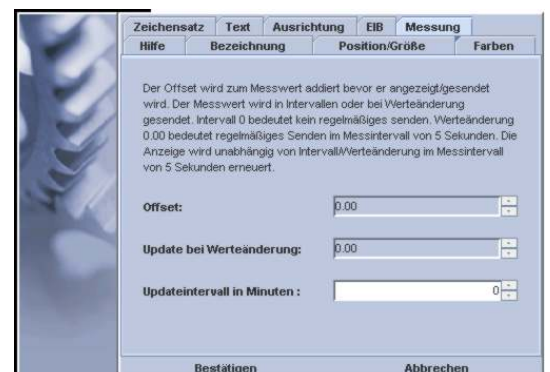 Zeichensatz Text Ausrichtung EIB Messung
Hilfe Bezeichnung Position/Größe Farben
Der Offset wird zum Messwert addiert bevor er angezeigt/gesendet
wird. Der Messwert wird in Intervallen oder bei Werteänderung
gesendet. Intervall 0 bedeutet kein regelmäßiges senden. Werteänderung
0.00 bedeutet regelmäßiges Senden im Messintervall von 5 Sekunden. Die
Anzeige wird unabhängig von Intervall/Werteänderung im Messintervall
von 5 Sekunden erneuert.
Offset: 0.00
Update bei Werteänderung: 0.00
Updateintervall in Minuten : 0
Bestätigen Abbrechen